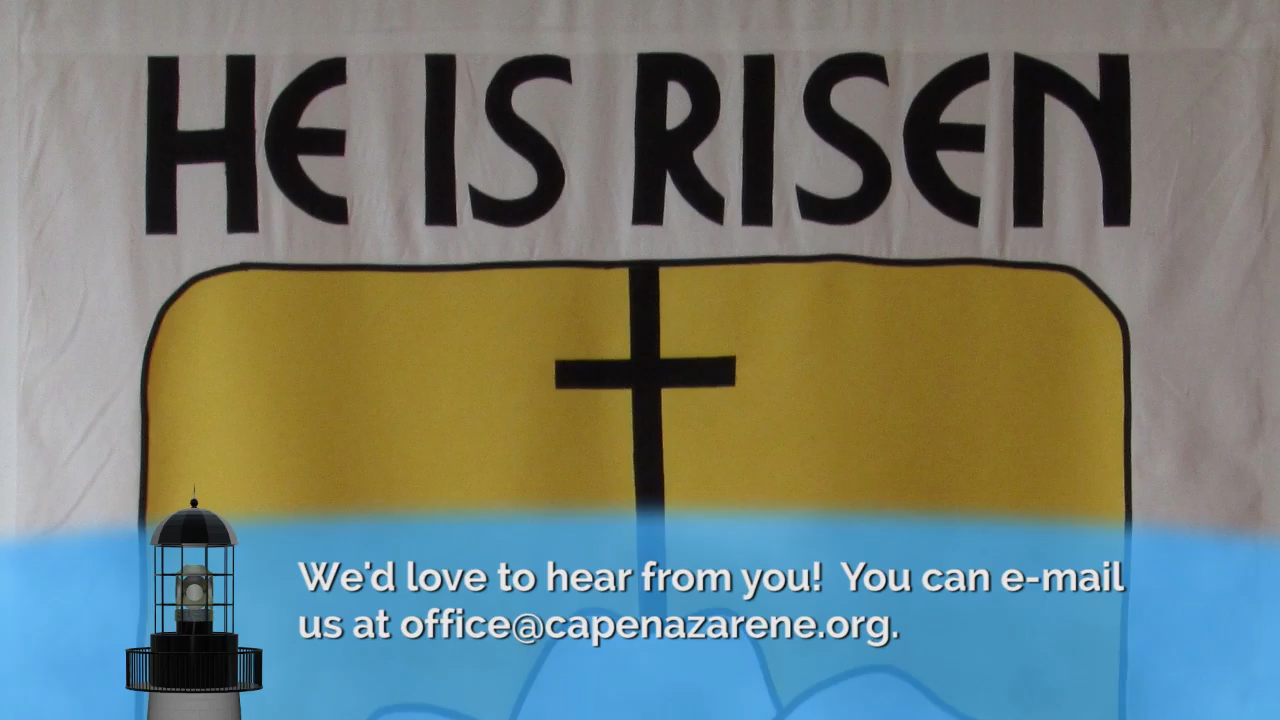 HE IS RISEN
We'd love to hear from you!  You can e-mail
us at office@capenazarene.org.